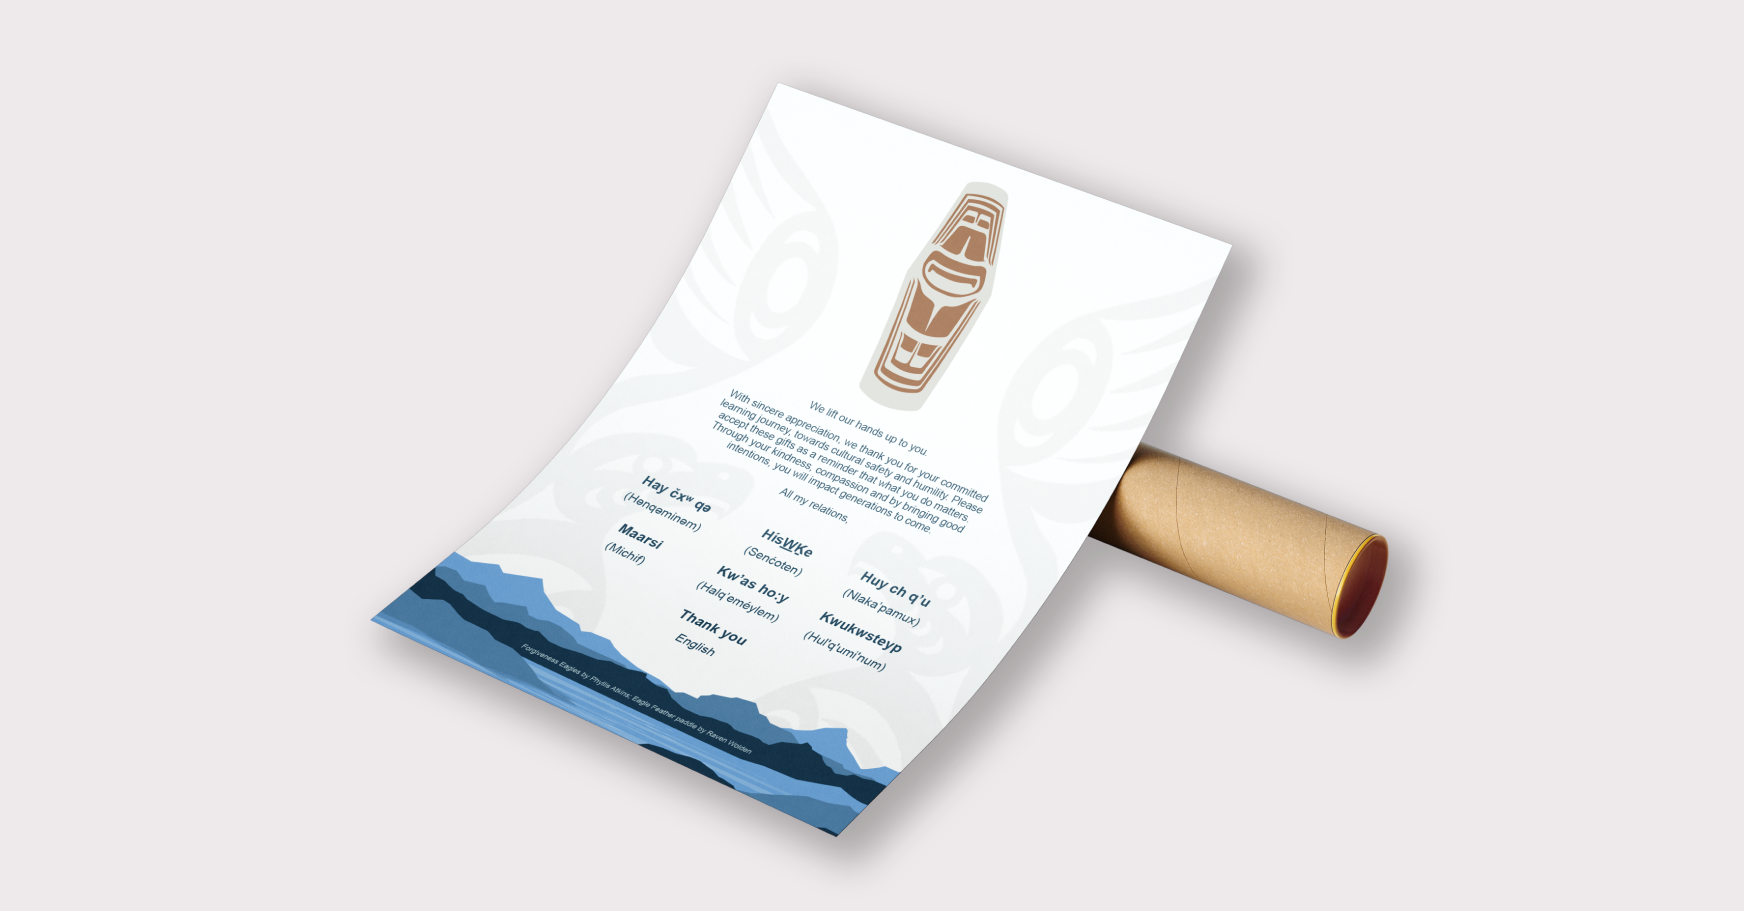 We lift our hands up to you.
With sincere appreciation, we thank you for your committed
learning journey, towards cultural safety and humility. Please
accept these gifts as a reminder that what you do matters.
Through your kindness, compassion and by bringing good
intentions, you will impact generations to come.
All my relations,
Hay čxʷ qə
(Hənqəminəm)
Maarsi
(Michif)
HísW̱ḴE
(Senćoten)
Kw'as ho:y
(Halq'eméylem)
Thank you
English
Huy ch q'u
(Nlaka'pamux)
Kwukwsteyp
(Hul'q'umi'num)
Forgiveness Eagles by Phyllis Atkins; Eagle Feather paddle by Raven Wolden